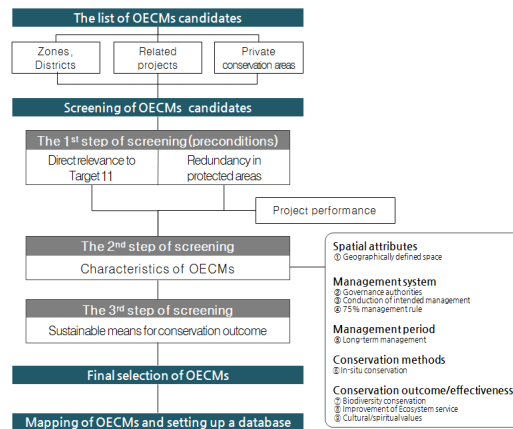 The list of OECMs candidates
Zones,
Districts
Related
projects
Private
conservation areas
Screening of OECMs candidates
The 1st step of screening (preconditions)
Direct relevance to
Target 11
Redundancy in
protected areas
Project performance
The 2nd step of screening
Characteristics of OECMs
The 3rd step of screening
Sustainable means for conservation outcome
Final selection of OECMs
Mapping of OECMs and setting up a database
Spatial attributes
① Geographically defined space
Management system
② Governance authorities
③ Conduction of intended management
④ 75% management rule
Management period
⑤ Long-term management
Conservation methods
⑥ In-situ conservation
Conservation outcome/effectiveness
⑦ Biodiversity conservation
⑧ Improvement of Ecosystem service
⑨ Cultural/spiritual values